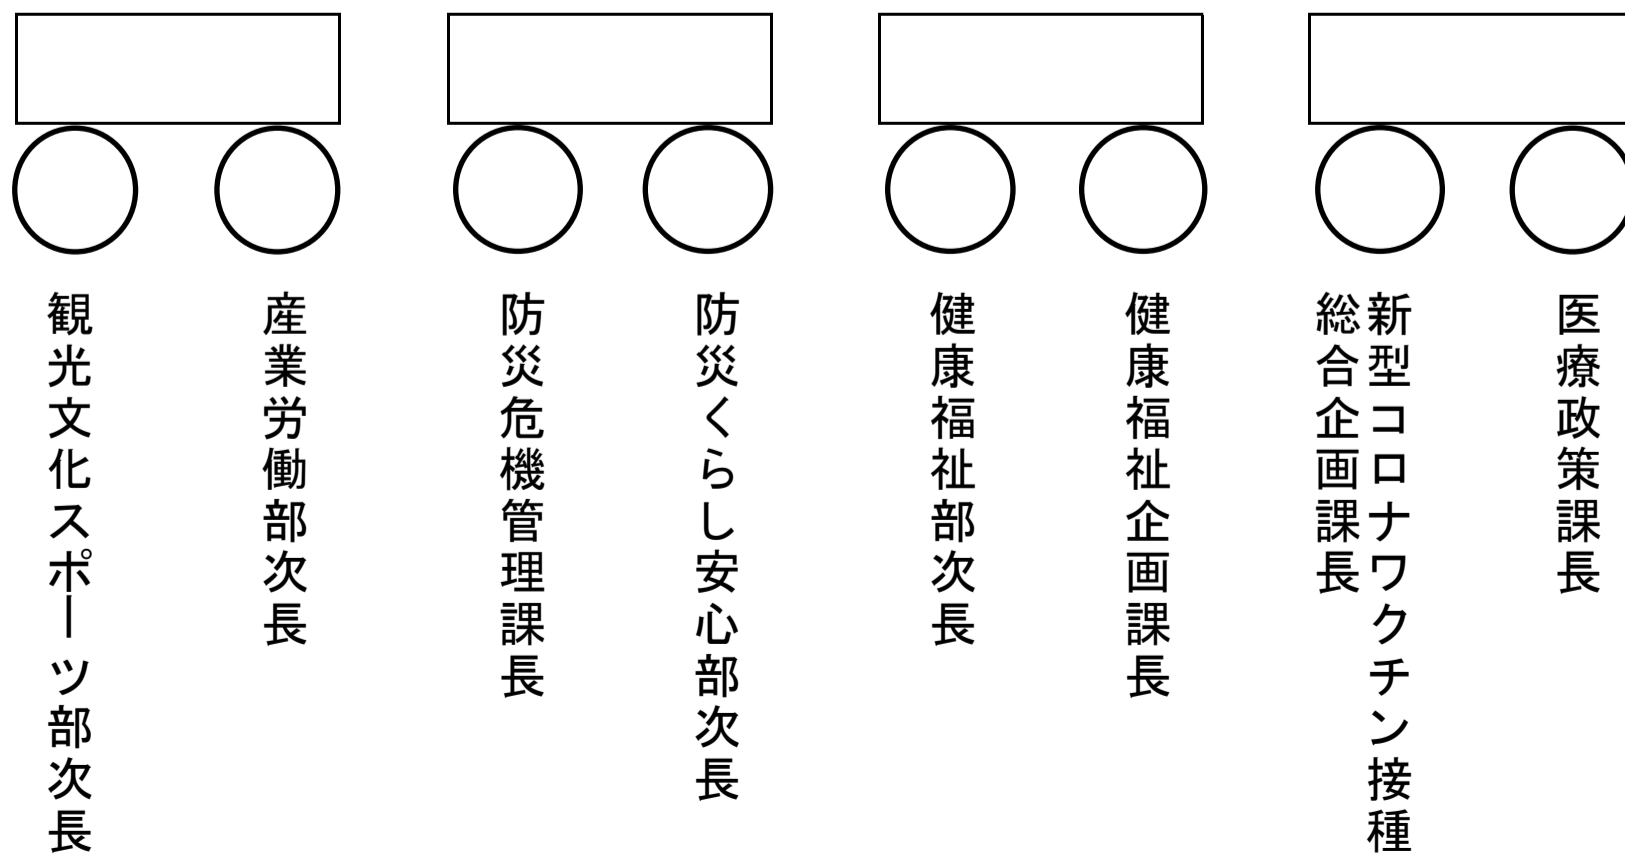 医療政策課長
新型コロナワクチン接種
総合企画課長
健康福祉企画課長
健康福祉部次長
防災くらし安心部次長
防災危機管理課長
産業労働部次長
観光文化スポーツ部次長